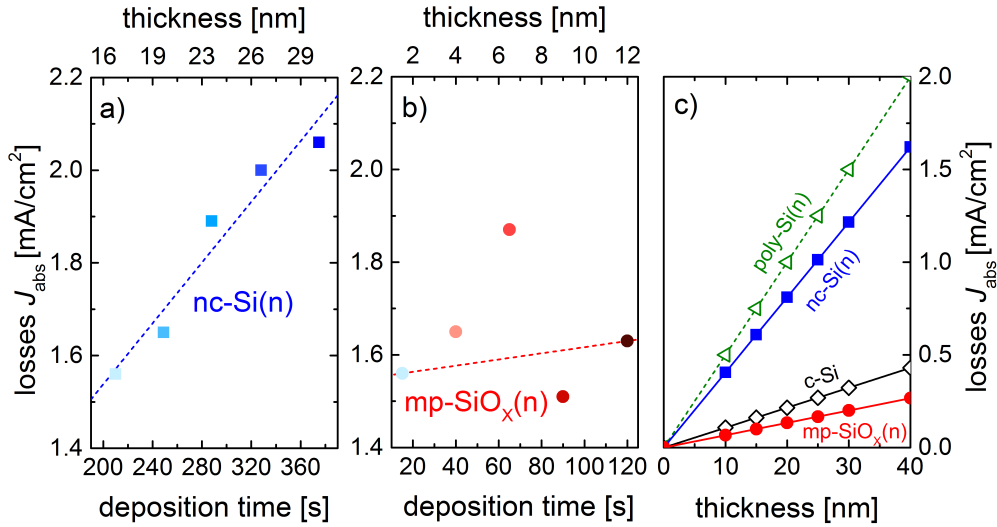 thickness [nm]
16 20 23 26 30
thickness [nm]
0 2 4 6 8 10 12
a)
b)
c)
2.2
2.0
1.8
1.6
1.4
2.2
2.0
1.8
1.6
1.4
2.0
1.5
1.0
0.5
0.0
losses J_abs [mA/cm²]
losses J_abs [mA/cm²]
nc-Si(n)
mp-SiO_X(n)
poly-Si(n)
nc-Si(n)
c-Si
mp-SiO_X(n)
200 240 280 320 360
20 40 60 80 100 120
0 10 20 30 40
deposition time [s]
deposition time [s]
thickness [nm]